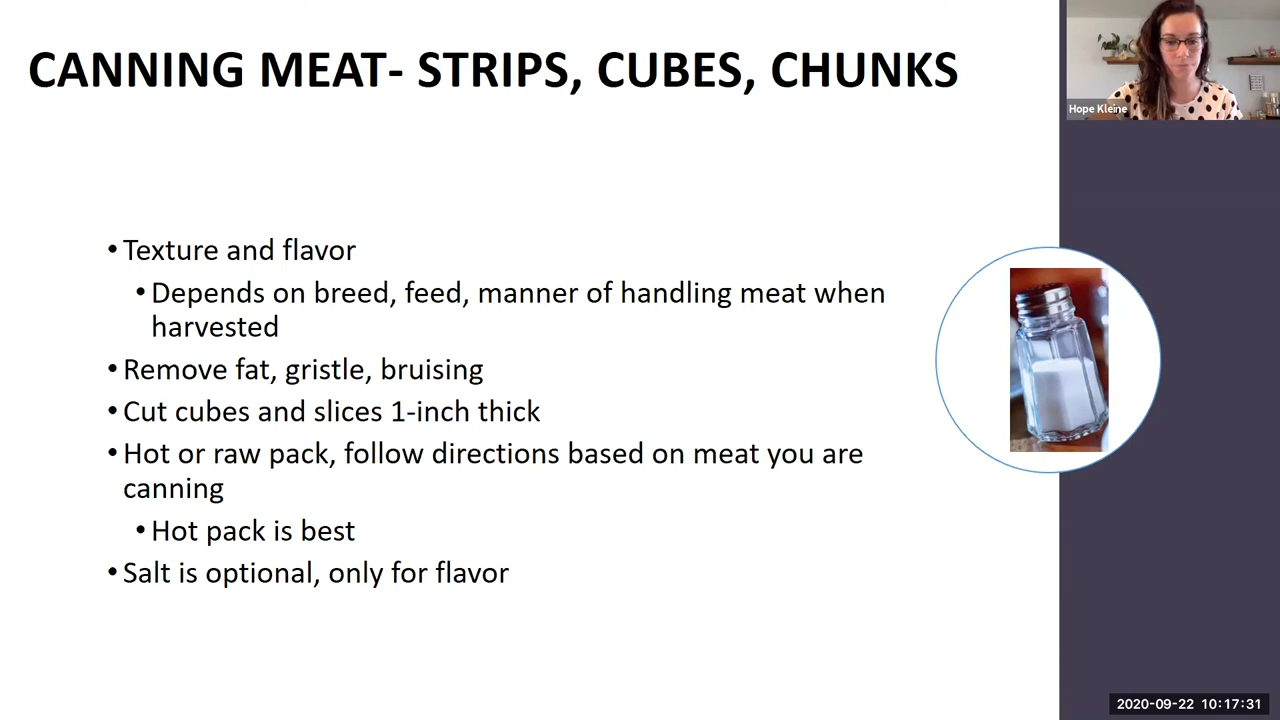 CANNING MEAT- STRIPS, CUBES, CHUNKS
Hope Kleine
•Texture and flavor
•Depends on breed, feed, manner of handling meat when
harvested
•Remove fat, gristle, bruising
•Cut cubes and slices 1-inch thick
•Hot or raw pack, follow directions based on meat you are
canning
•Hot pack is best
•Salt is optional, only for flavor
2020-09-22 10:17:31